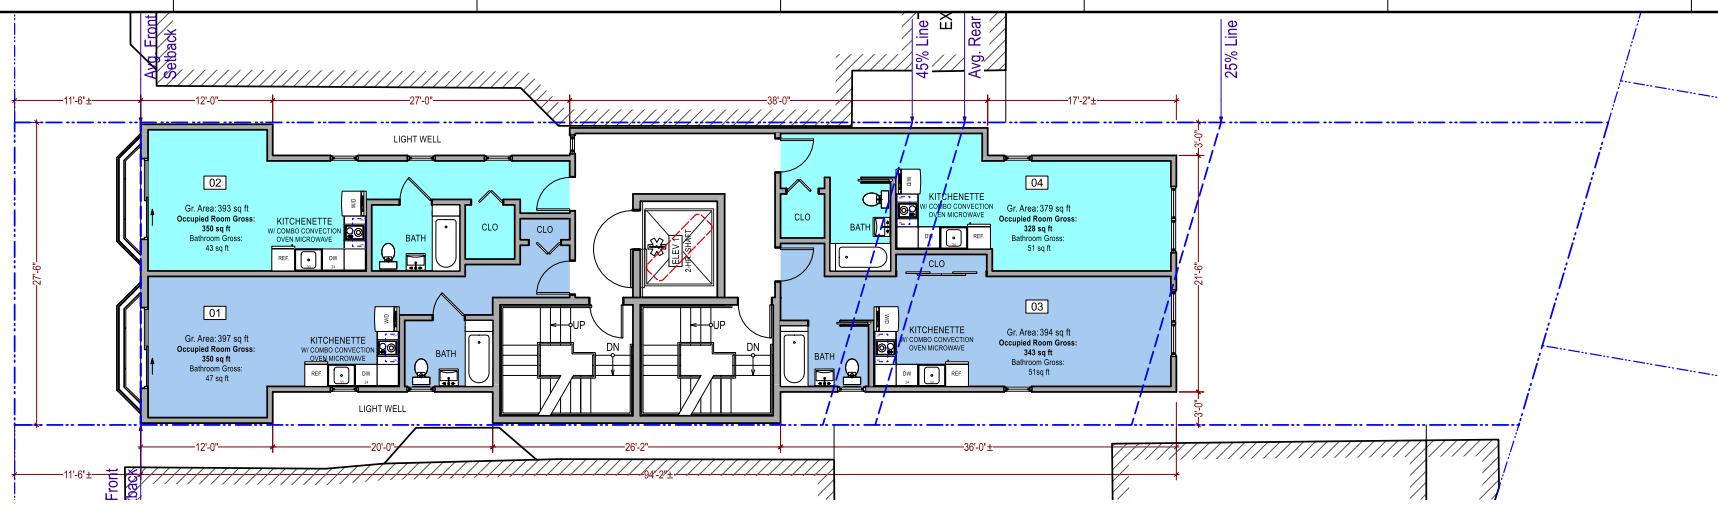 EX
Avg. Front
Setback
45% Line
Avg. Rear
25% Line
11'-6"±
12'-0"
27'-0"
38'-0"
17'-2"±
3'-0"
LIGHT WELL
02
Gr. Area: 393 sq ft
Occupied Room Gross:
350 sq ft
Bathroom Gross:
43 sq ft
KITCHENETTE
W/ COMBO CONVECTION
OVEN MICROWAVE
W/D
REF.
DW
BATH
CLO
CLO
ELEV 1
2-HR SHAFT
CLO
BATH
W/D
KITCHENETTE
W/ COMBO CONVECTION
OVEN MICROWAVE
DW
REF.
04
Gr. Area: 379 sq ft
Occupied Room Gross:
328 sq ft
Bathroom Gross:
51 sq ft
CLO
27'-6"
21'-6"
01
Gr. Area: 397 sq ft
Occupied Room Gross:
350 sq ft
Bathroom Gross:
47 sq ft
KITCHENETTE
W/ COMBO CONVECTION
OVEN MICROWAVE
W/D
REF.
DW
24
BATH
UP
DN
UP
DN
BATH
W/D
KITCHENETTE
W/ COMBO CONVECTION
OVEN MICROWAVE
DW
24
REF.
03
Gr. Area: 394 sq ft
Occupied Room Gross:
343 sq ft
Bathroom Gross:
51sq ft
LIGHT WELL
3'-0"
12'-0"
20'-0"
26'-2"
36'-0"±
11'-6"±
94'-2"±
Front
tback